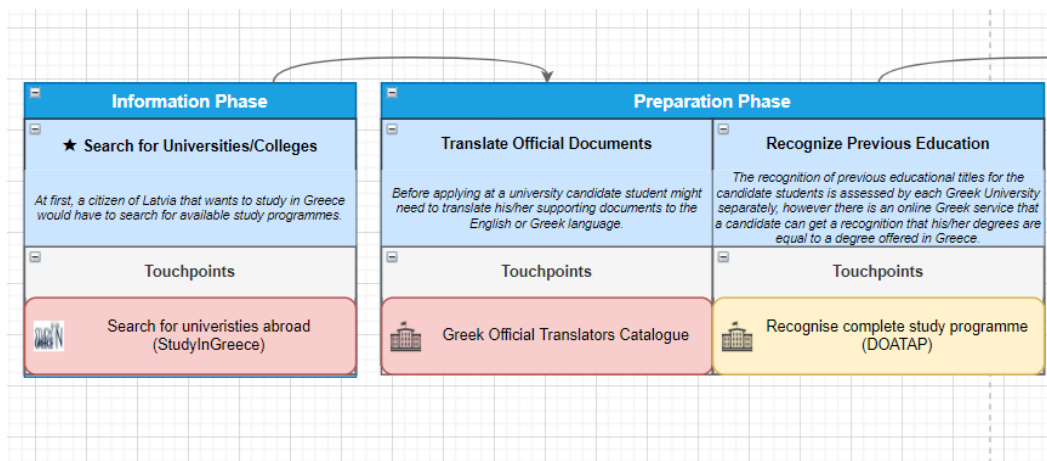 Information Phase
Preparation Phase
★ Search for Universities/Colleges
Translate Official Documents
Recognize Previous Education
At first, a citizen of Latvia that wants to study in Greece
would have to search for available study programmes.
Before applying at a university candidate student might
need to translate his/her supporting documents to the
English or Greek language.
The recognition of previous educational titles for the
candidate students is assessed by each Greek University
separately, however there is an online Greek service that
a candidate can get a recognition that his/her degrees are
equal to a degree offered in Greece.
Touchpoints
Touchpoints
Touchpoints
Search for univeristies abroad
(StudyInGreece)
Greek Official Translators Catalogue
Recognise complete study programme
(DOATAP)